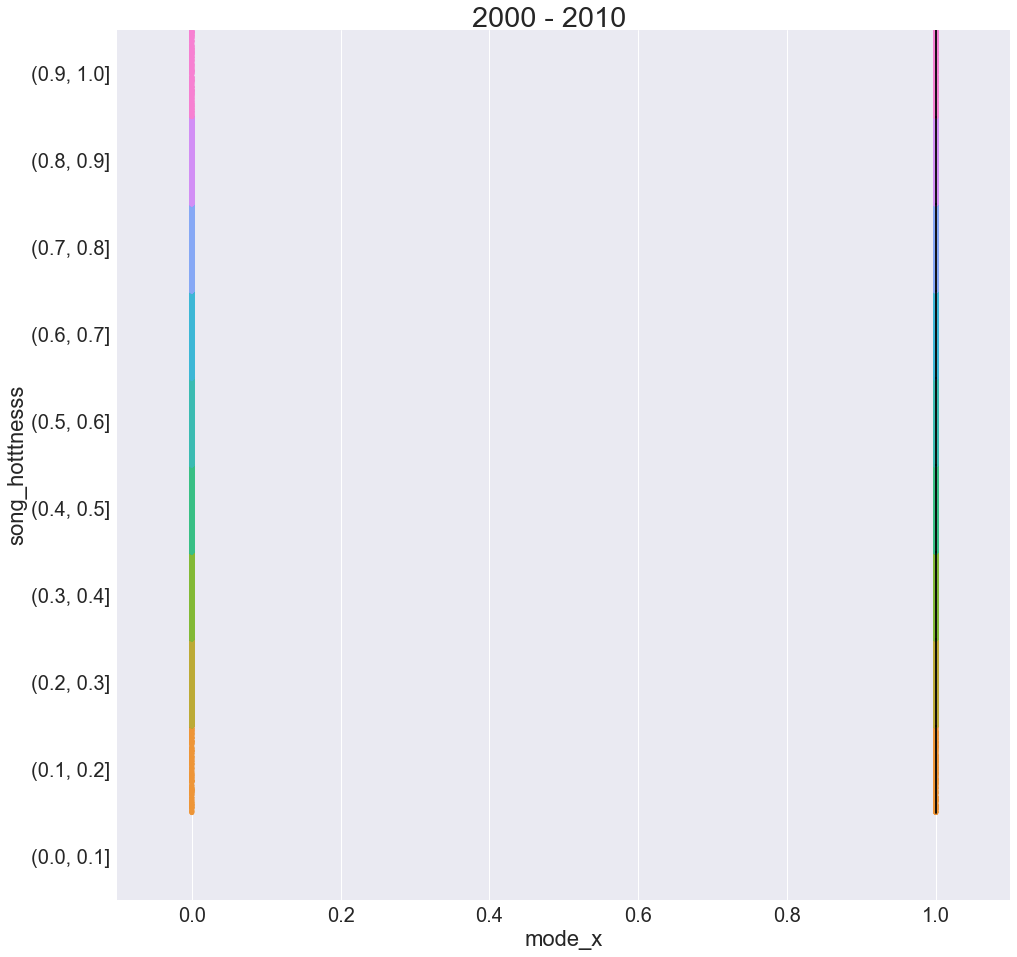 2000 - 2010
(0.9, 1.0]
(0.8, 0.9]
(0.7, 0.8]
(0.6, 0.7]
(0.5, 0.6]
(0.4, 0.5]
(0.3, 0.4]
(0.2, 0.3]
(0.1, 0.2]
(0.0, 0.1]
song_hotttnesss
0.0 0.2 0.4 0.6 0.8 1.0
mode_x